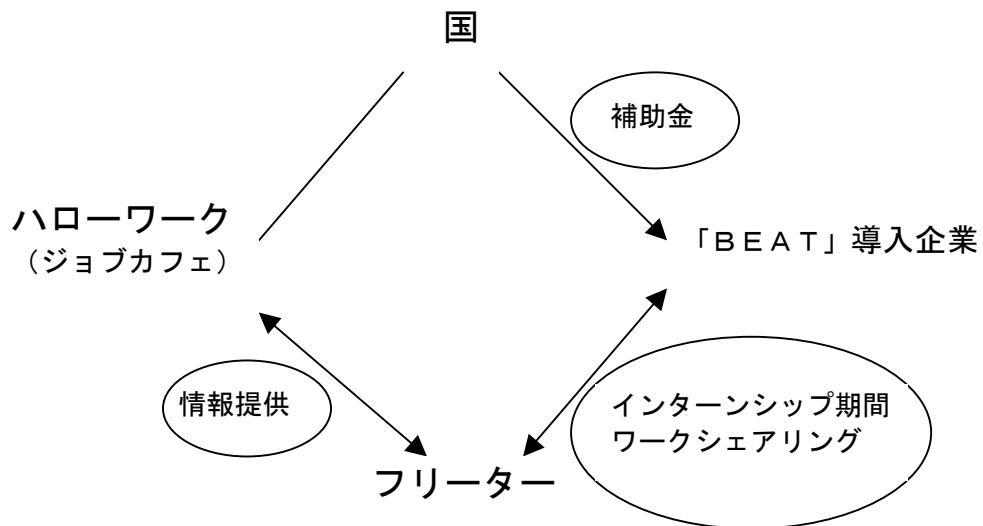 国
補助金
ハローワーク
（ジョブカフェ）
「ＢＥＡＴ」導入企業
情報提供
インターンシップ期間
ワークシェアリング
フリーター